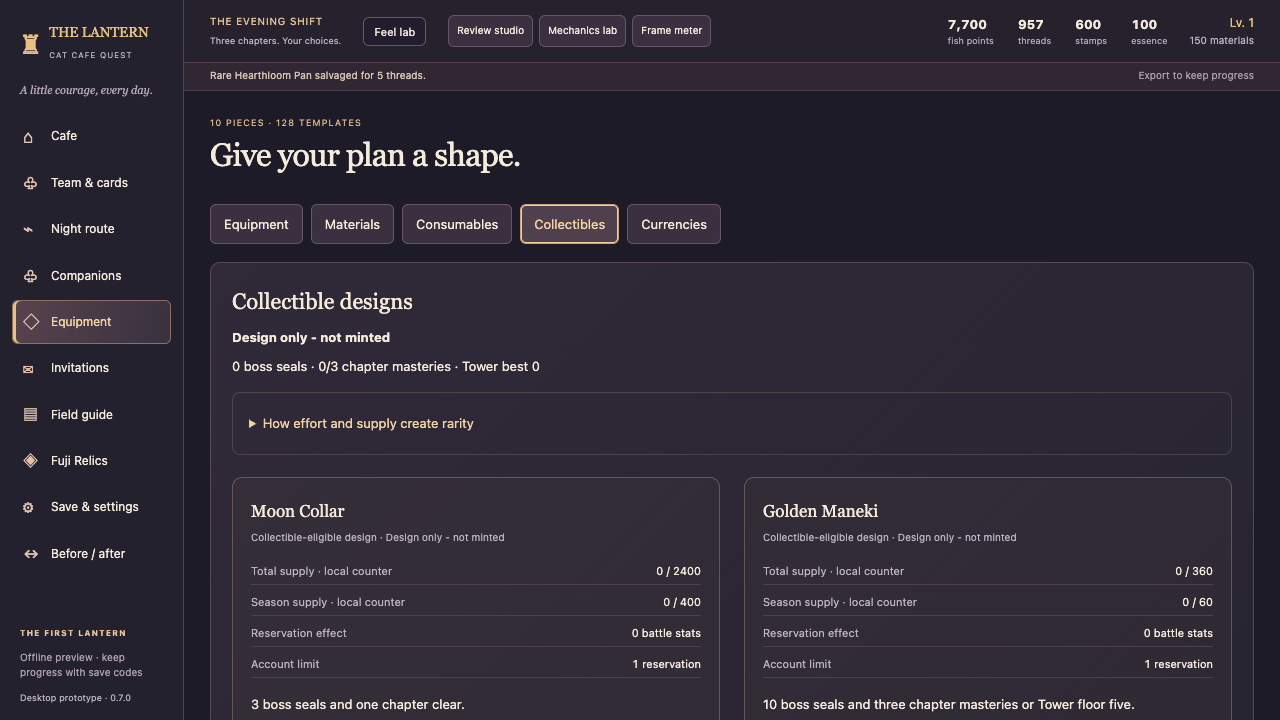 THE LANTERN
CAT CAFE QUEST
A little courage, every day.
Cafe
Team & cards
Night route
Companions
Equipment
Invitations
Field guide
Fuji Relics
Save & settings
Before / after
THE FIRST LANTERN
Offline preview · keep
progress with save codes
Desktop prototype · 0.7.0
THE EVENING SHIFT
Three chapters. Your choices.
Feel lab
Review studio
Mechanics lab
Frame meter
7,700
fish points
957
threads
600
stamps
100
essence
Lv. 1
150 materials
Rare Hearthloom Pan salvaged for 5 threads.
Export to keep progress
10 PIECES · 128 TEMPLATES
Give your plan a shape.
Equipment
Materials
Consumables
Collectibles
Currencies
Collectible designs
Design only - not minted
0 boss seals · 0/3 chapter masteries · Tower best 0
How effort and supply create rarity
Moon Collar
Collectible-eligible design · Design only - not minted
Total supply · local counter 0 / 2400
Season supply · local counter 0 / 400
Reservation effect 0 battle stats
Account limit 1 reservation
3 boss seals and one chapter clear.
Golden Maneki
Collectible-eligible design · Design only - not minted
Total supply · local counter 0 / 360
Season supply · local counter 0 / 60
Reservation effect 0 battle stats
Account limit 1 reservation
10 boss seals and three chapter masteries or Tower floor five.